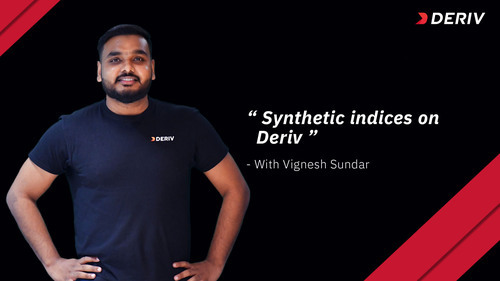 DERIV
DERIV
“ Synthetic indices on
Deriv ”
- With Vignesh Sundar